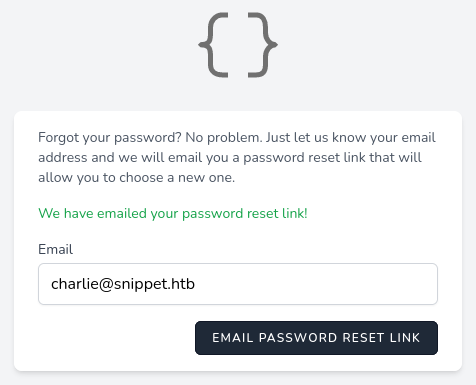 { }
Forgot your password? No problem. Just let us know your email
address and we will email you a password reset link that will
allow you to choose a new one.
We have emailed your password reset link!
Email
charlie@snippet.htb
EMAIL PASSWORD RESET LINK